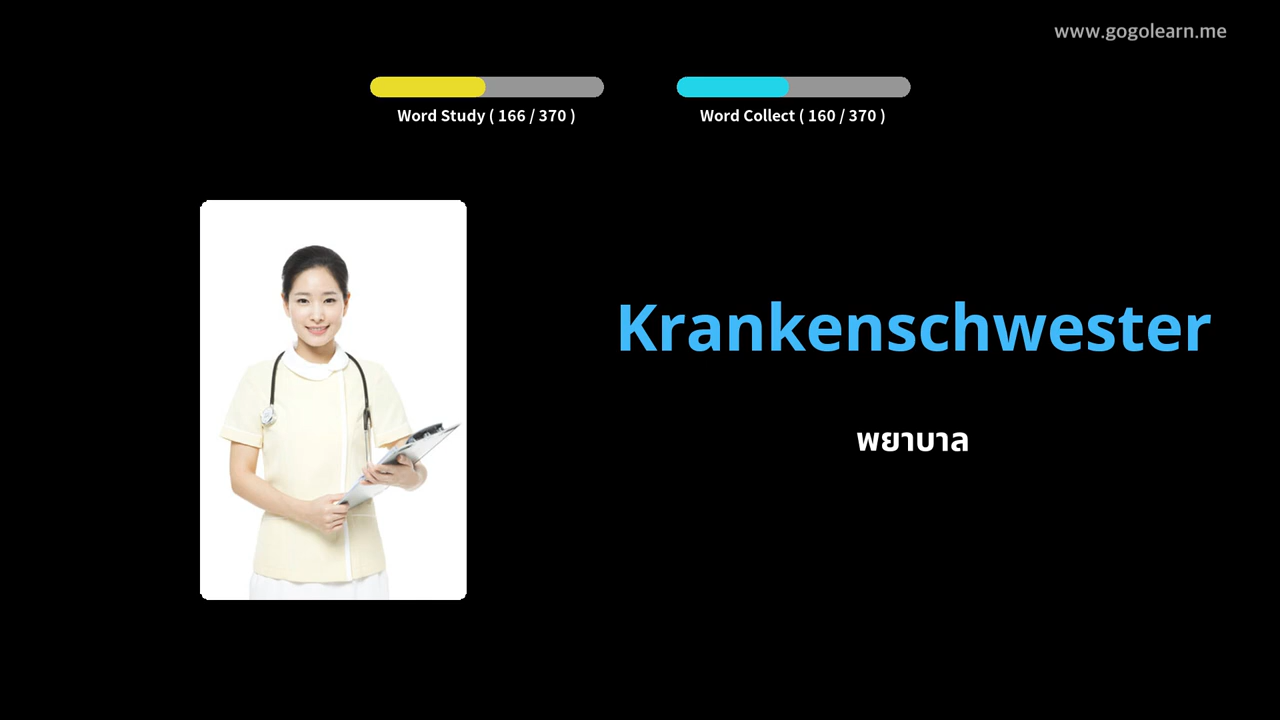 www.gogolearn.me
Word Study ( 166 / 370 )
Word Collect ( 160 / 370 )
Krankenschwester
พยาบาล